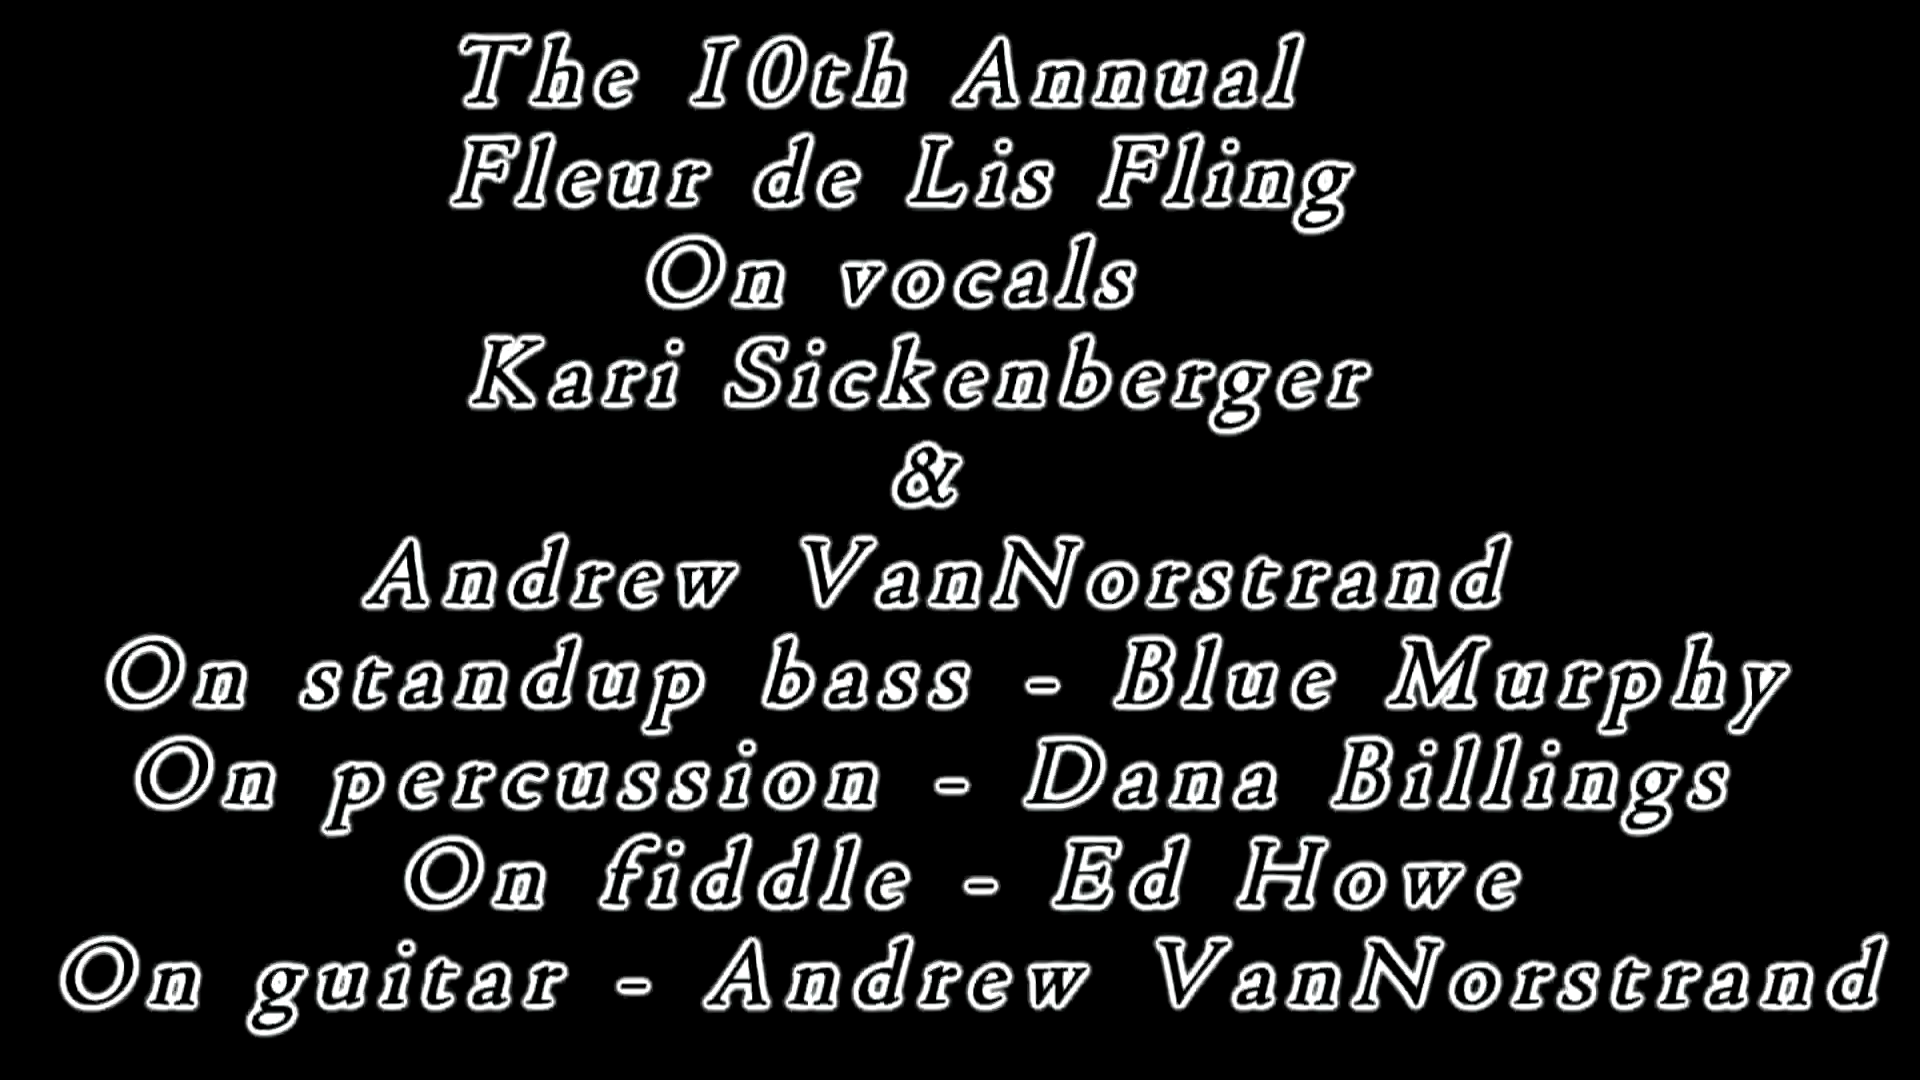 The 10th Annual
Fleur de Lis Fling
On vocals
Kari Sickenberger
&
Andrew VanNorstrand
On standup bass - Blue Murphy
On percussion - Dana Billings
On fiddle - Ed Howe
On guitar - Andrew VanNorstrand